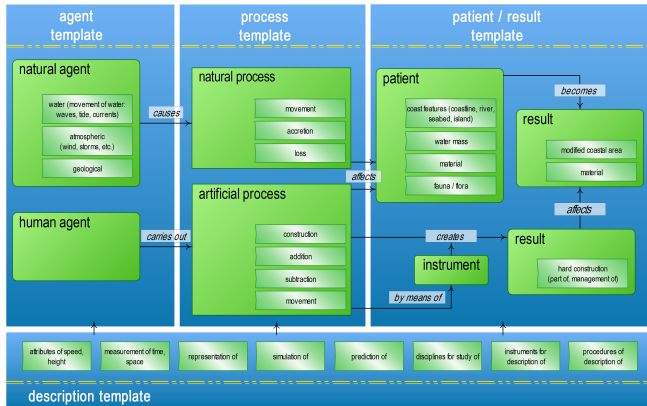 agent
template
process
template
patient / result
template
natural agent
water (movement of water:
waves, tide, currents)
atmospheric
(wind, storms, etc.)
geological
causes
natural process
movement
accretion
loss
patient
coast features (coastline, river,
seabed, island)
water mass
material
fauna / flora
becomes
result
modified coastal area
material
affects
human agent
carries out
artificial process
construction
addition
subtraction
movement
creates
instrument
by means of
affects
result
hard construction
(part of, management of)
attributes of speed,
height
measurement of time,
space
representation of
simulation of
prediction of
disciplines for study of
instruments for
description of
procedures of
description of
description template